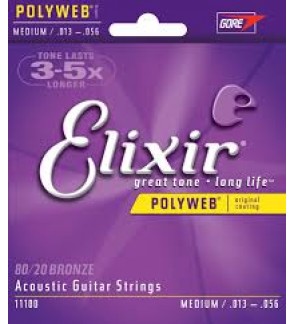 POLYWEB®
GORE
MEDIUM / .013 - .056
TONE LASTS
3-5x
LONGER
e
Elixir®
great tone • long life™
POLYWEB® original coating
80/20 BRONZE
Acoustic Guitar Strings
11100 MEDIUM / .013 - .056